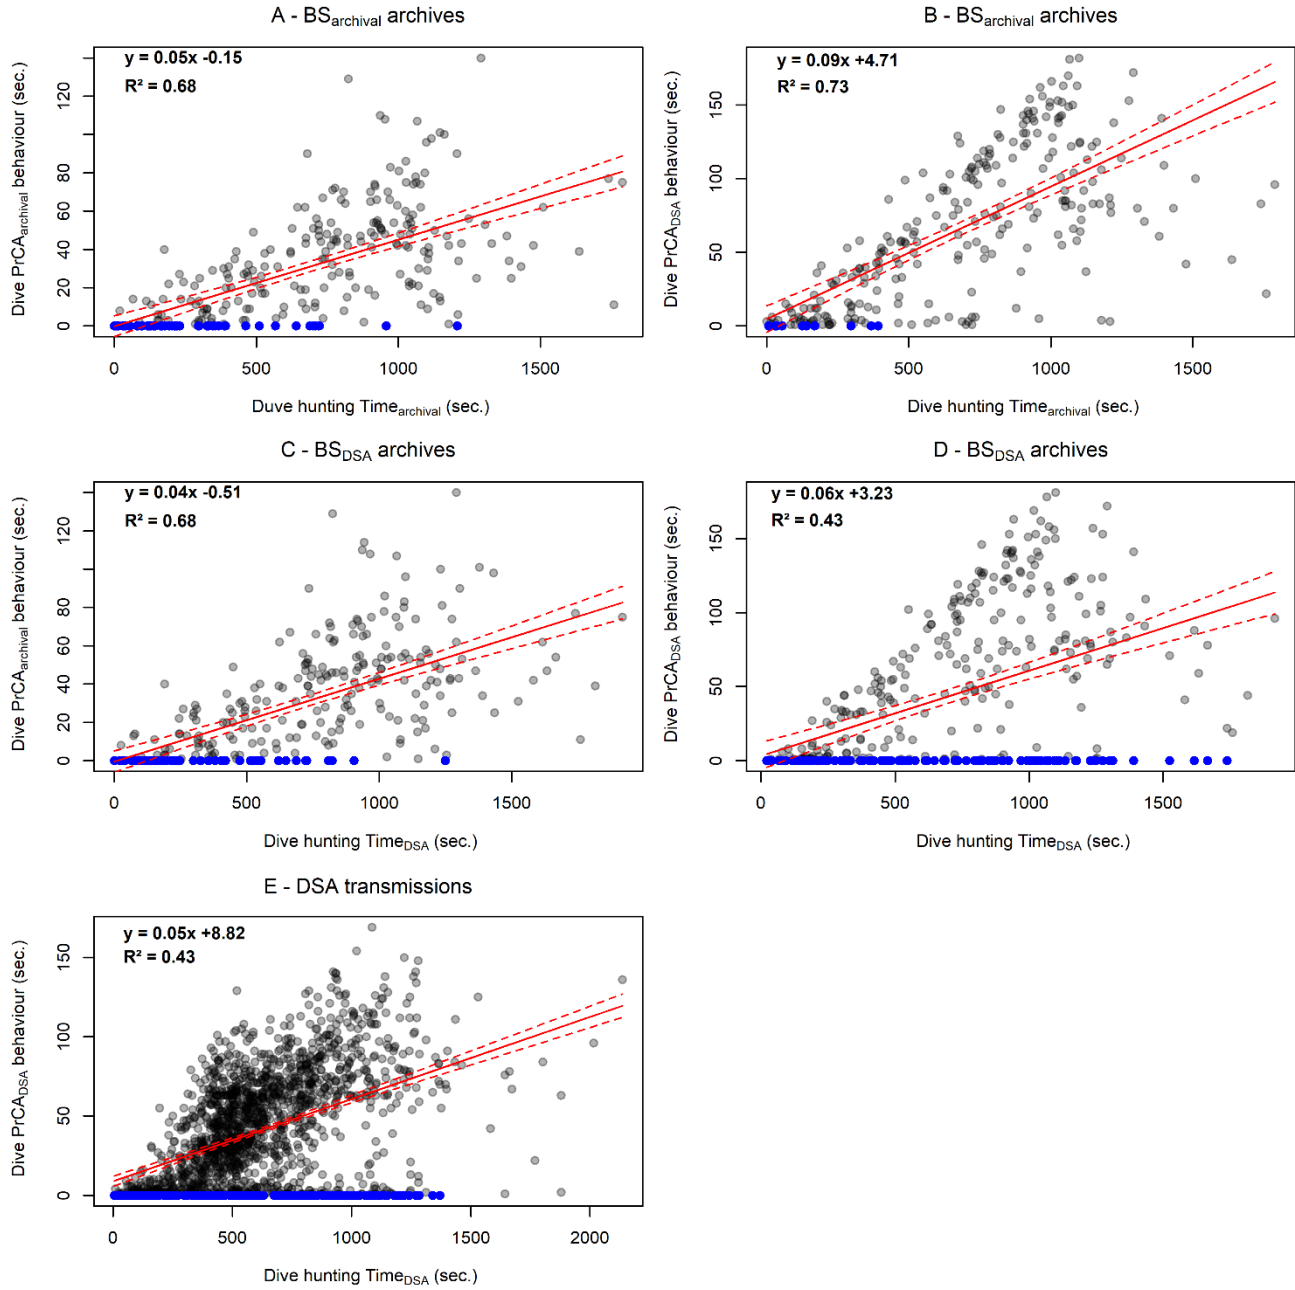 A - BSarchival archives
y = 0.05x -0.15
R² = 0.68
Dive PrCAarchival behaviour (sec.)
0 20 40 60 80 120
0 500 1000 1500
Duve hunting Timearchival (sec.)
B - BSarchival archives
y = 0.09x +4.71
R² = 0.73
Dive PrCADSA behaviour (sec.)
0 50 100 150
0 500 1000 1500
Dive hunting Timearchival (sec.)
C - BSDSA archives
y = 0.04x -0.51
R² = 0.68
Dive PrCAarchival behaviour (sec.)
0 20 40 60 80 120
0 500 1000 1500
Dive hunting TimeDSA (sec.)
D - BSDSA archives
y = 0.06x +3.23
R² = 0.43
Dive PrCADSA behaviour (sec.)
0 50 100 150
0 500 1000 1500
Dive hunting TimeDSA (sec.)
E - DSA transmissions
y = 0.05x +8.82
R² = 0.43
Dive PrCADSA behaviour (sec.)
0 50 100 150
0 500 1000 1500 2000
Dive hunting TimeDSA (sec.)